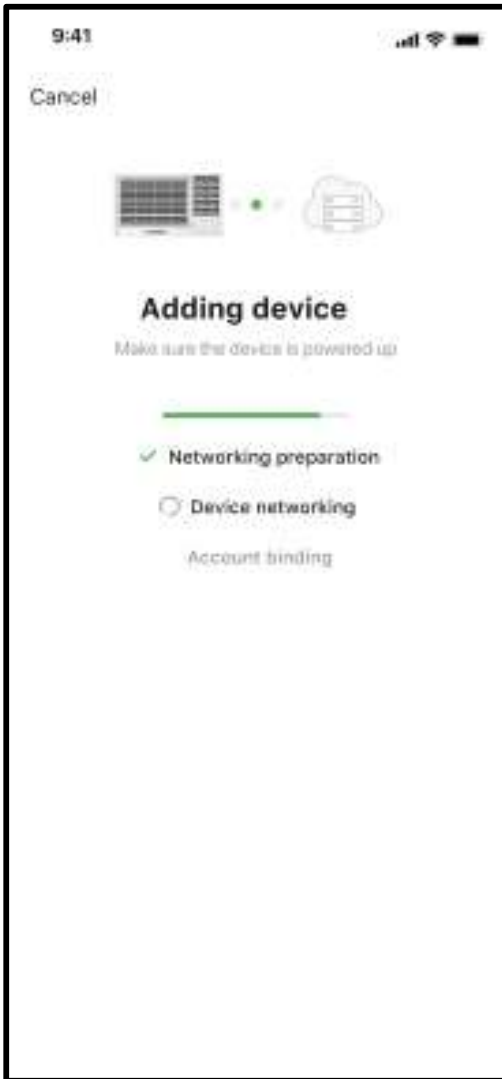 9:41
Cancel
Adding device
Make sure the device is powered up
Networking preparation
Device networking
Account binding